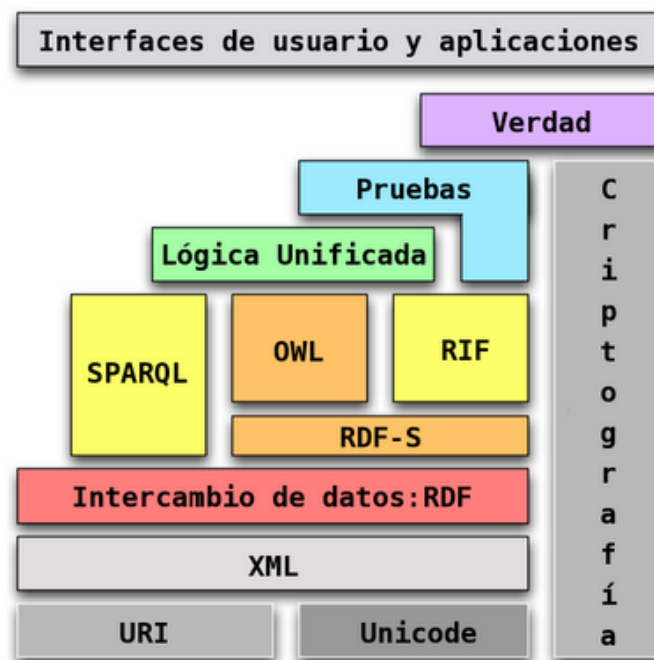 Interfaces de usuario y aplicaciones
Verdad
Pruebas
Lógica Unificada
SPARQL
OWL
RIF
RDF-S
Intercambio de datos:RDF
XML
URI
Unicode
Criptografía